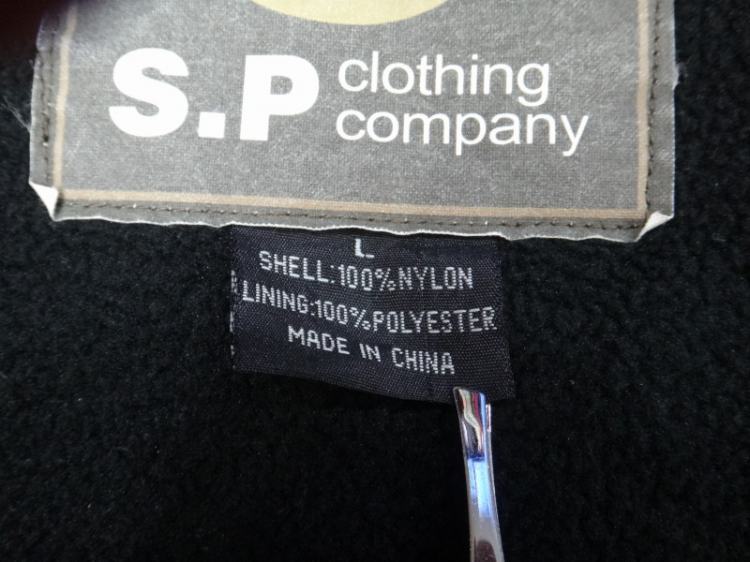 S.P clothing
company
L
SHELL:100%NYLON
LINING:100%POLYESTER
MADE IN CHINA